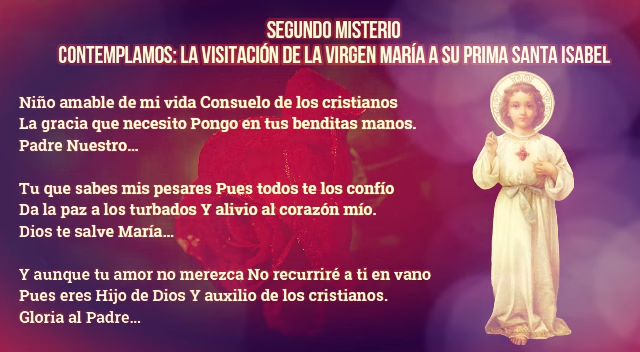 SEGUNDO MISTERIO
CONTEMPLAMOS: LA VISITACIÓN DE LA VIRGEN MARÍA A SU PRIMA SANTA ISABEL
Niño amable de mi vida Consuelo de los cristianos
La gracia que necesito Pongo en tus benditas manos.
Padre Nuestro...
Tu que sabes mis pesares Pues todos te los confío
Da la paz a los turbados Y alivio al corazón mío.
Dios te salve María...
Y aunque tu amor no merezca No recurriré a ti en vano
Pues eres Hijo de Dios Y auxilio de los cristianos.
Gloria al Padre...